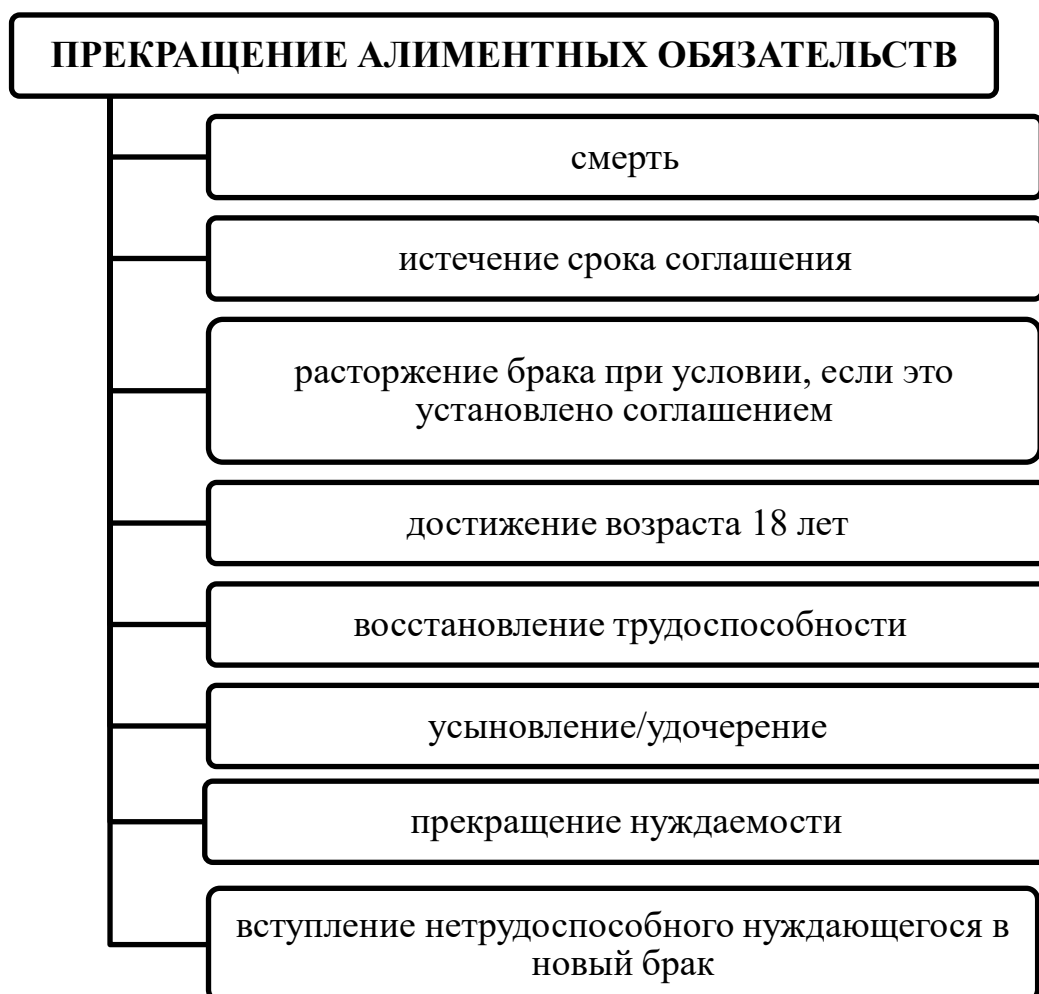 ПРЕКРАЩЕНИЕ АЛИМЕНТНЫХ ОБЯЗАТЕЛЬСТВ
смерть
истечение срока соглашения
расторжение брака при условии, если это
установлено соглашением
достижение возраста 18 лет
восстановление трудоспособности
усыновление/удочерение
прекращение нуждаемости
вступление нетрудоспособного нуждающегося в
новый брак